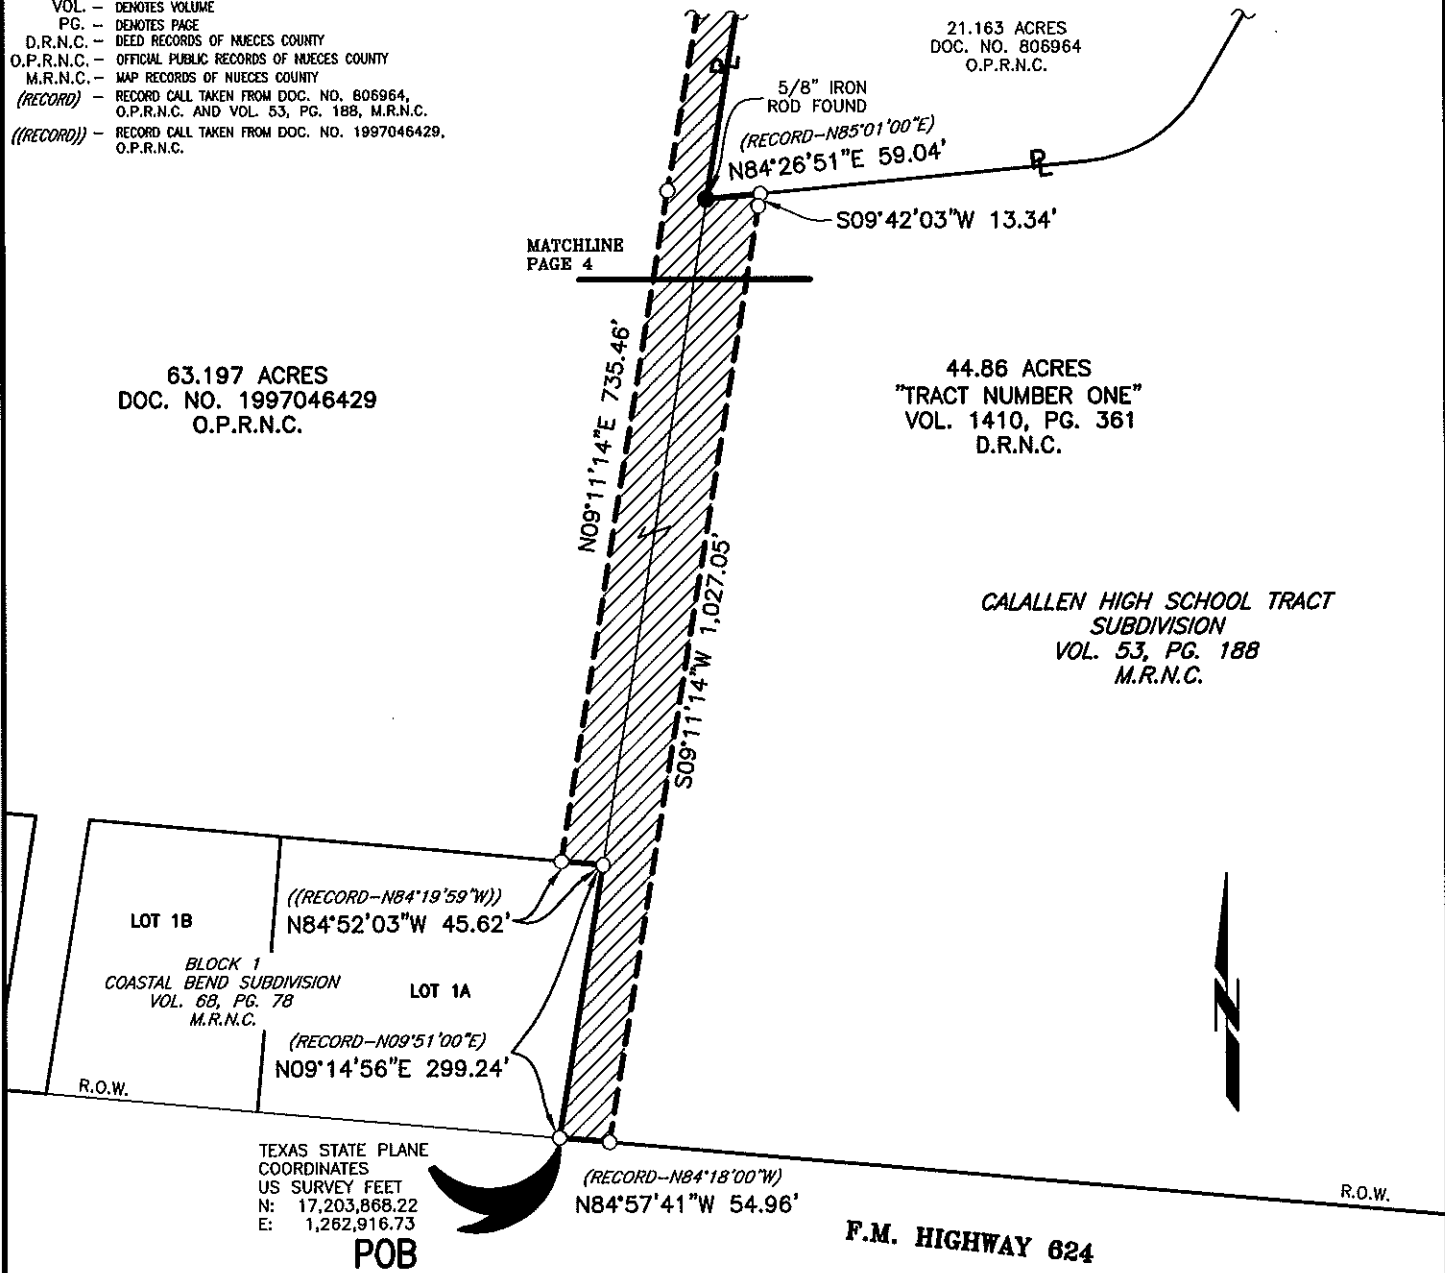 VOL. – DENOTES VOLUME
PG. – DENOTES PAGE
D.R.N.C. – DEED RECORDS OF NUECES COUNTY
O.P.R.N.C. – OFFICIAL PUBLIC RECORDS OF NUECES COUNTY
M.R.N.C. – MAP RECORDS OF NUECES COUNTY
(RECORD) – RECORD CALL TAKEN FROM DOC. NO. 806964,
O.P.R.N.C. AND VOL. 53, PG. 188, M.R.N.C.
((RECORD)) – RECORD CALL TAKEN FROM DOC. NO. 1997046429,
O.P.R.N.C.
21.163 ACRES
DOC. NO. 806964
O.P.R.N.C.
PL
5/8" IRON
ROD FOUND
(RECORD–N85°01'00"E)
N84°26'51"E 59.04'
PL
S09°42'03"W 13.34'
MATCHLINE
PAGE 4
63.197 ACRES
DOC. NO. 1997046429
O.P.R.N.C.
N09°11'14"E 735.46'
44.86 ACRES
"TRACT NUMBER ONE"
VOL. 1410, PG. 361
D.R.N.C.
S09°11'14"W 1,027.05'
CALALLEN HIGH SCHOOL TRACT
SUBDIVISION
VOL. 53, PG. 188
M.R.N.C.
((RECORD–N84°19'59"W))
N84°52'03"W 45.62'
LOT 1B
BLOCK 1
COASTAL BEND SUBDIVISION
VOL. 68, PG. 78
M.R.N.C.
LOT 1A
(RECORD–N09°51'00"E)
N09°14'56"E 299.24'
N
R.O.W.
TEXAS STATE PLANE
COORDINATES
US SURVEY FEET
N: 17,203,868.22
E: 1,262,916.73
POB
(RECORD–N84°18'00"W)
N84°57'41"W 54.96'
R.O.W.
F.M. HIGHWAY 624